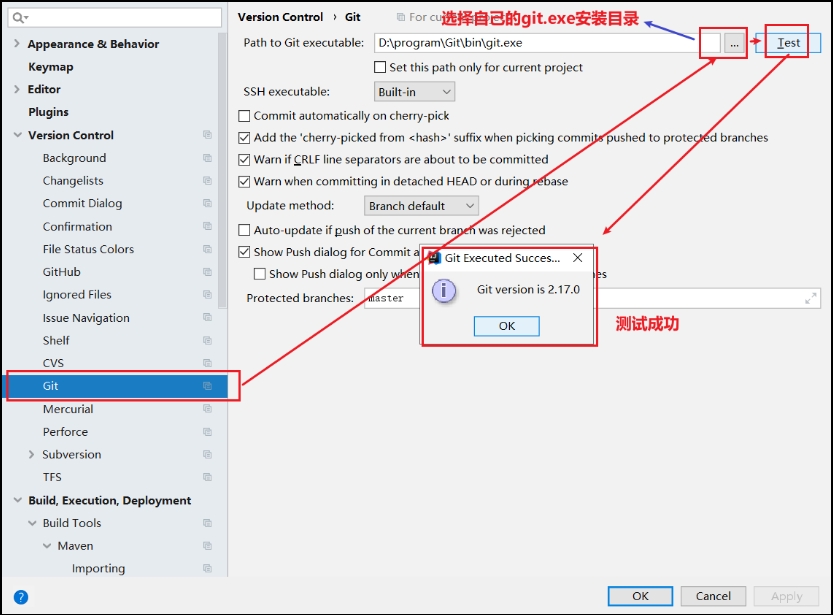 Version Control › Git
For cu
选择自己的git.exe安装目录
Appearance & Behavior
Keymap
Editor
Plugins
Version Control
Background
Changelists
Commit Dialog
Confirmation
File Status Colors
GitHub
Ignored Files
Issue Navigation
Shelf
CVS
Git
Mercurial
Perforce
Subversion
TFS
Build, Execution, Deployment
Build Tools
Maven
Importing
Path to Git executable: D:\program\Git\bin\git.exe ... Test
Set this path only for current project
SSH executable: Built-in
Commit automatically on cherry-pick
Add the 'cherry-picked from <hash>' suffix when picking commits pushed to protected branches
Warn if CRLF line separators are about to be committed
Warn when committing in detached HEAD or during rebase
Update method: Branch default
Auto-update if push of the current branch was rejected
Show Push dialog for Commit a
Show Push dialog only when
Protected branches: master
Git Executed Succes...
Git version is 2.17.0
OK
测试成功
? OK Cancel Apply